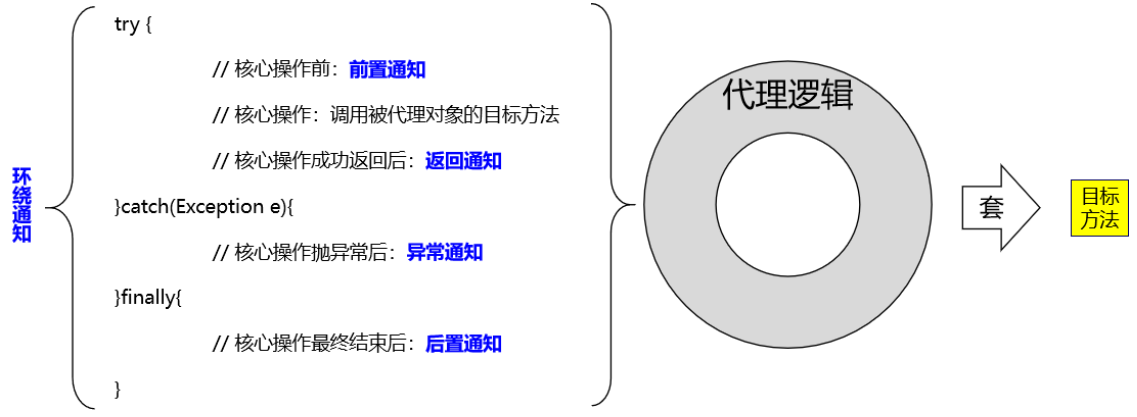 try {
// 核心操作前：前置通知
// 核心操作：调用被代理对象的目标方法
// 核心操作成功返回后：返回通知
}catch(Exception e){
// 核心操作抛异常后：异常通知
}finally{
// 核心操作最终结束后：后置通知
}
环绕通知
代理逻辑
套
目标
方法